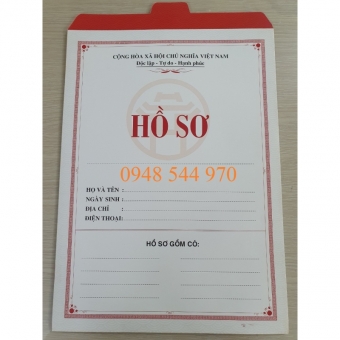 CỘNG HÒA XÃ HỘI CHỦ NGHĨA VIỆT NAM
Độc lập - Tự do - Hạnh phúc
HỒ SƠ
0948 544 970
HỌ VÀ TÊN :
NGÀY SINH :
ĐỊA CHỈ :
ĐIỆN THOẠI:
HỒ SƠ GỒM CÓ: